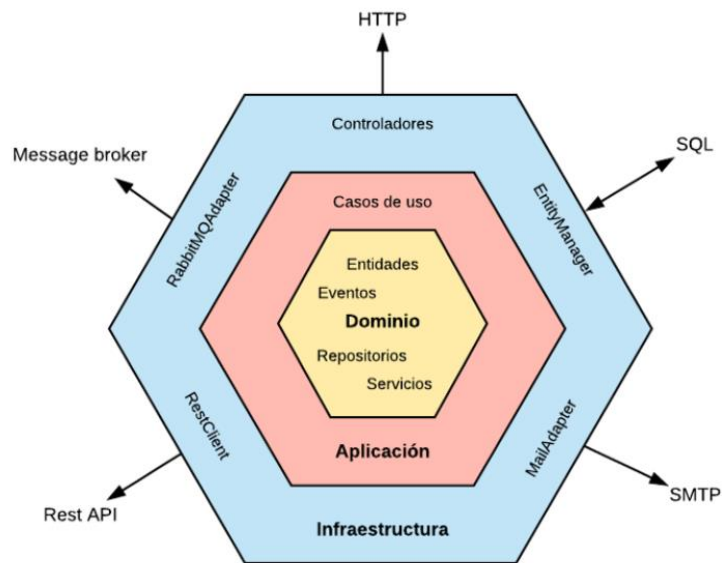 HTTP
Controladores
Message broker
SQL
RabbitMQAdapter
EntityManager
Casos de uso
Entidades
Eventos
Dominio
Repositorios
Servicios
RestClient
MailAdapter
Aplicación
Rest API
SMTP
Infraestructura